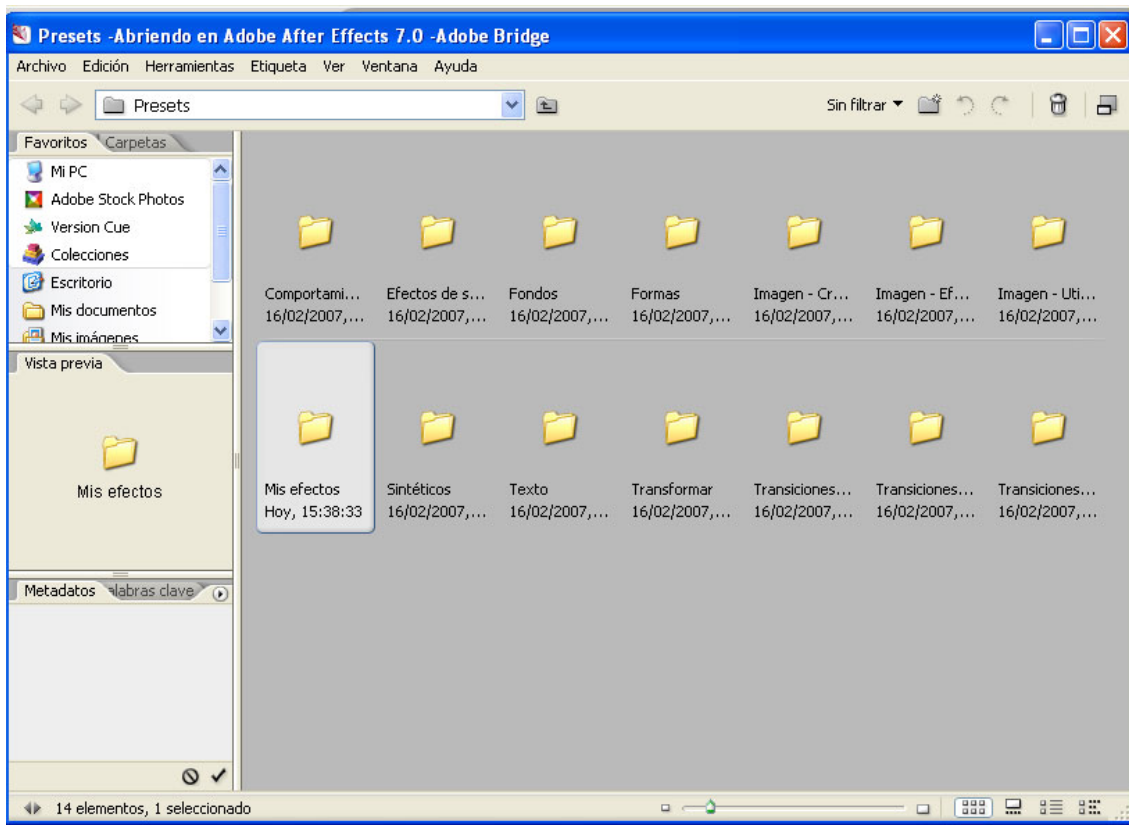 Presets -Abriendo en Adobe After Effects 7.0 -Adobe Bridge
Archivo Edición Herramientas Etiqueta Ver Ventana Ayuda
Presets
Sin filtrar
Favoritos Carpetas
Mi PC
Adobe Stock Photos
Version Cue
Colecciones
Escritorio
Mis documentos
Mis imágenes
Vista previa
Mis efectos
Metadatos alabras clave
Comportami... Efectos de s... Fondos Formas Imagen - Cr... Imagen - Ef... Imagen - Uti...
16/02/2007,... 16/02/2007,... 16/02/2007,... 16/02/2007,... 16/02/2007,... 16/02/2007,... 16/02/2007,...
Mis efectos Sintéticos Texto Transformar Transiciones... Transiciones... Transiciones...
Hoy, 15:38:33 16/02/2007,... 16/02/2007,... 16/02/2007,... 16/02/2007,... 16/02/2007,... 16/02/2007,...
14 elementos, 1 seleccionado